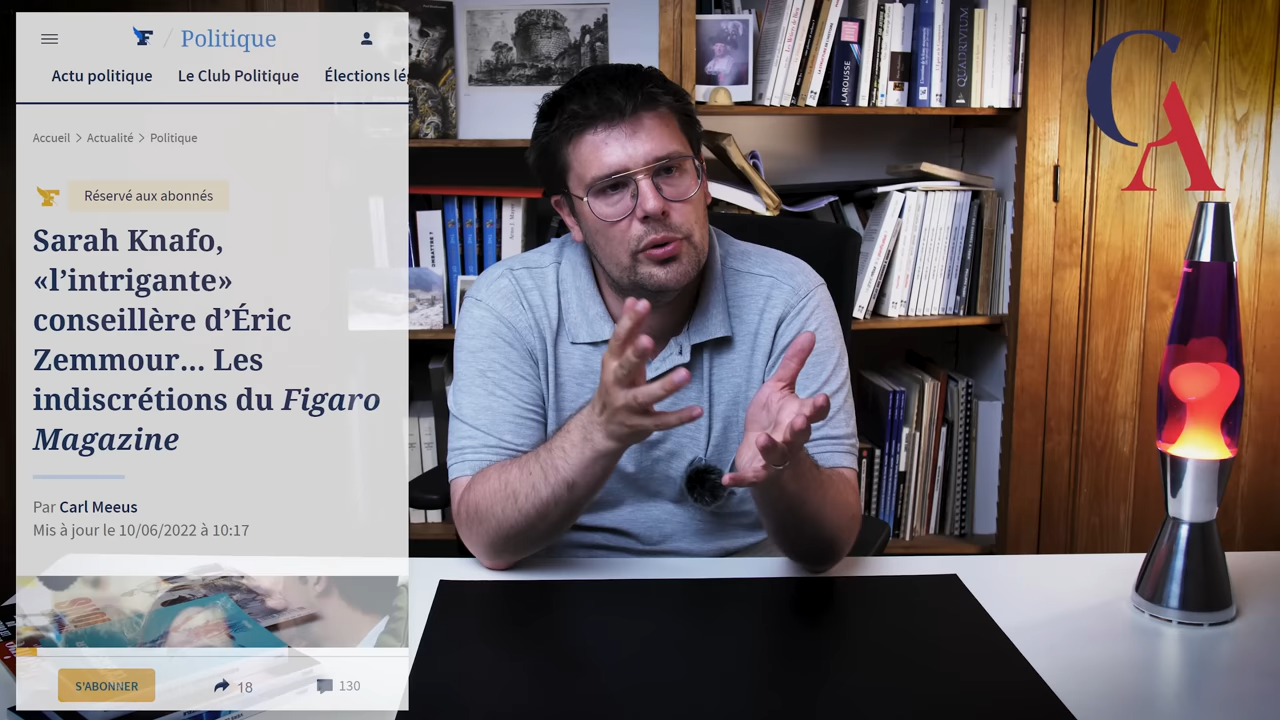 Politique
Actu politique Le Club Politique Élections lé
Accueil > Actualité > Politique
Réservé aux abonnés
Sarah Knafo,
«l'intrigante»
conseillère d'Éric
Zemmour... Les
indiscrétions du Figaro
Magazine
Par Carl Meeus
Mis à jour le 10/06/2022 à 10:17
S'ABONNER 18 130
CA
LAROUSSE
QUADRIVIUM